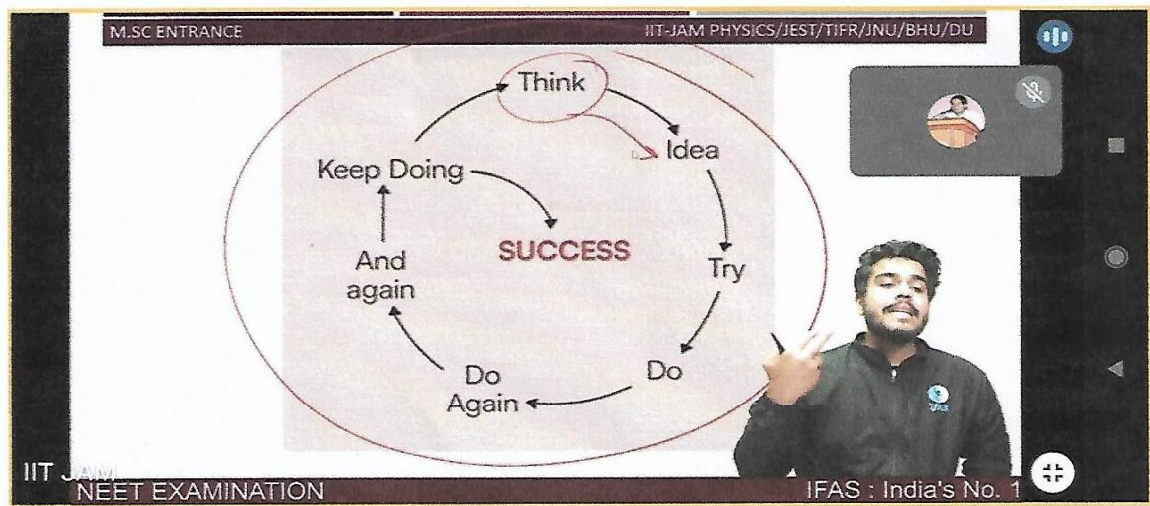 M.SC ENTRANCE
IIT-JAM PHYSICS/JEST/TIFR/JNU/BHU/DU
Think
Idea
Keep Doing
SUCCESS
Try
And
again
Do
Do
Again
IIT JAM
NEET EXAMINATION
IFAS : India's No. 1